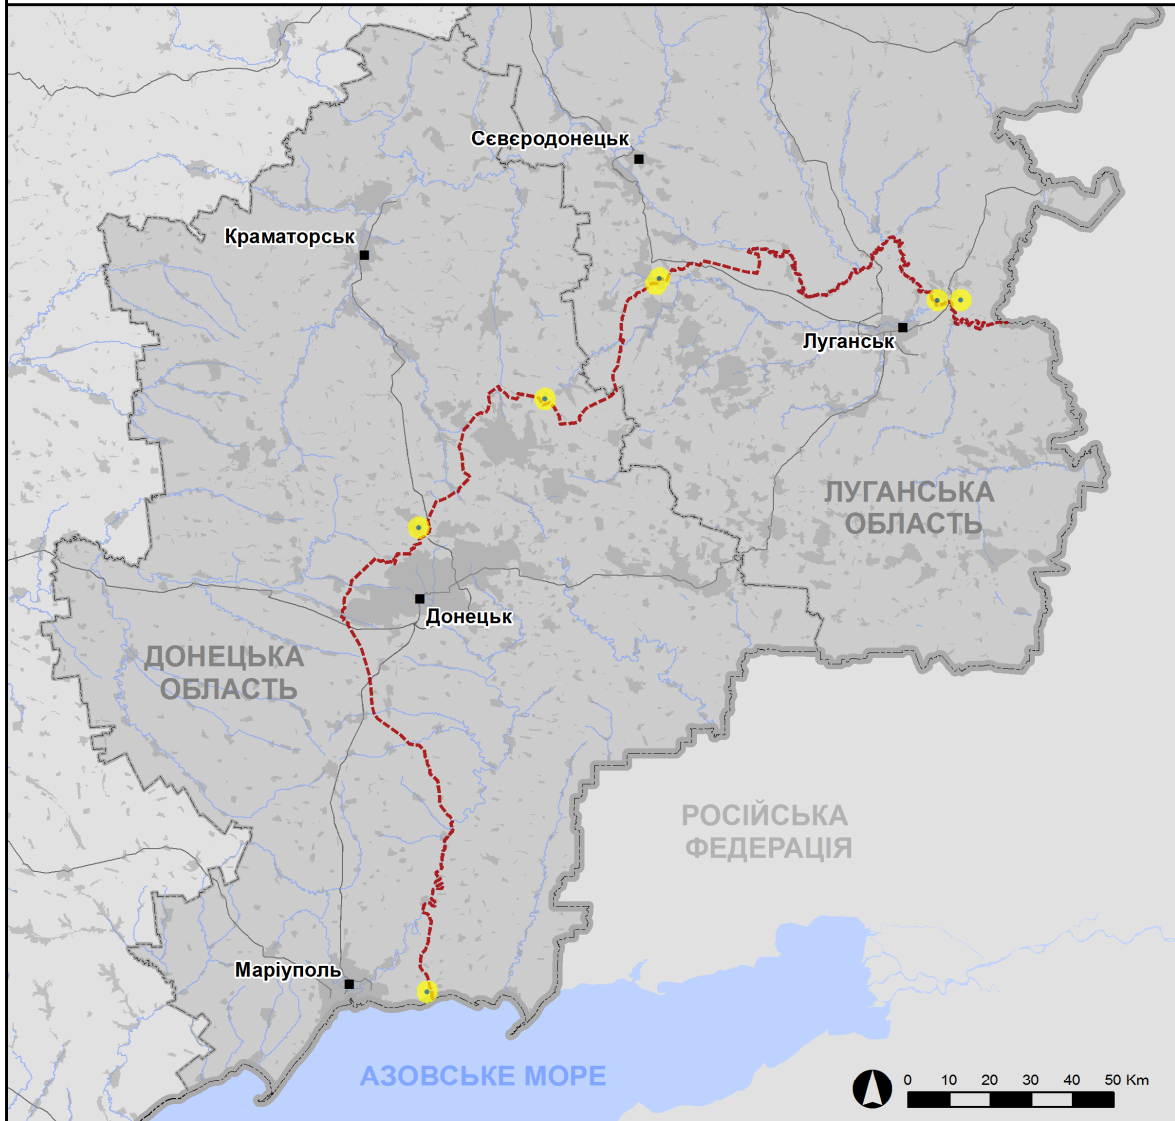 Сєвєродонецьк
Краматорськ
Луганськ
ЛУГАНСЬКА
ОБЛАСТЬ
Донецьк
ДОНЕЦЬКА
ОБЛАСТЬ
РОСІЙСЬКА
ФЕДЕРАЦІЯ
Маріуполь
АЗОВСЬКЕ МОРЕ
0 10 20 30 40 50 Km